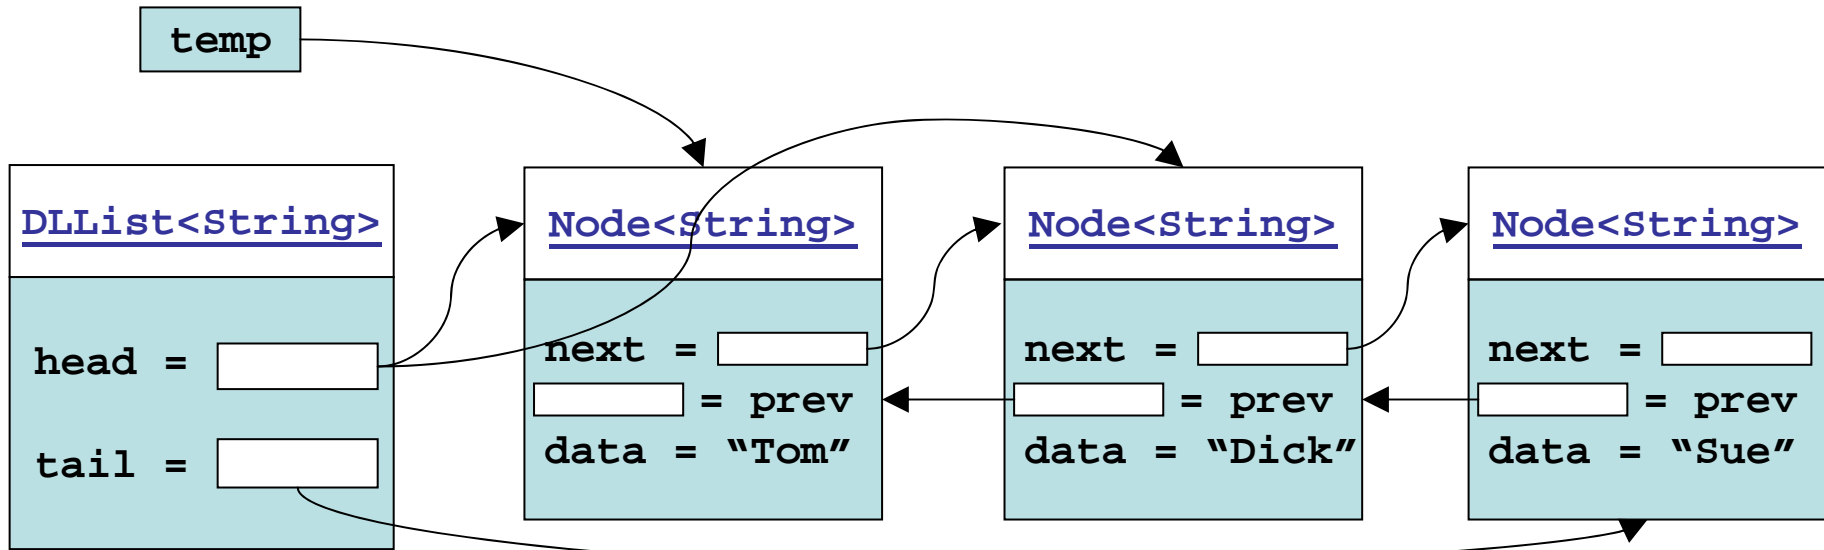 temp
DLList<String>
head =
tail =
Node<String>
next =
= prev
data = “Tom”
Node<String>
next =
= prev
data = “Dick”
Node<String>
next =
= prev
data = “Sue”